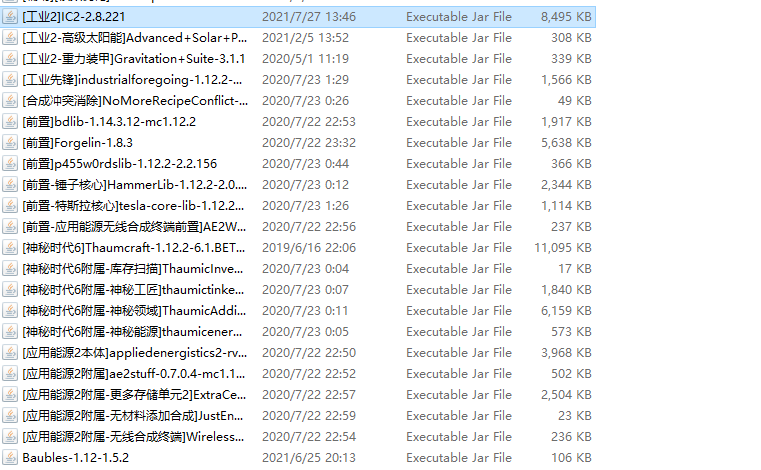 [工业2]IC2-2.8.221 2021/7/27 13:46 Executable Jar File 8,495 KB
[工业2-高级太阳能]Advanced+Solar+P... 2021/2/5 13:52 Executable Jar File 308 KB
[工业2-重力装甲]Gravitation+Suite-3.1.1 2020/5/1 11:19 Executable Jar File 339 KB
[工业先锋]industrialforegoing-1.12.2-... 2020/7/23 1:29 Executable Jar File 1,566 KB
[合成冲突消除]NoMoreRecipeConflict-... 2020/7/23 0:26 Executable Jar File 49 KB
[前置]bdlib-1.14.3.12-mc1.12.2 2020/7/22 22:53 Executable Jar File 1,917 KB
[前置]Forgelin-1.8.3 2020/7/22 23:32 Executable Jar File 5,638 KB
[前置]p455w0rdslib-1.12.2-2.2.156 2020/7/23 0:44 Executable Jar File 366 KB
[前置-锤子核心]HammerLib-1.12.2-2.0.... 2020/7/23 0:12 Executable Jar File 2,344 KB
[前置-特斯拉核心]tesla-core-lib-1.12.2... 2020/7/23 1:26 Executable Jar File 1,114 KB
[前置-应用能源无线合成终端前置]AE2W... 2020/7/22 22:56 Executable Jar File 237 KB
[神秘时代6]Thaumcraft-1.12.2-6.1.BET... 2019/6/16 22:06 Executable Jar File 11,095 KB
[神秘时代6附属-库存扫描]ThaumicInve... 2020/7/23 0:04 Executable Jar File 17 KB
[神秘时代6附属-神秘工匠]thaumictinke... 2020/7/23 0:07 Executable Jar File 1,840 KB
[神秘时代6附属-神秘领域]ThaumicAddi... 2020/7/23 0:11 Executable Jar File 6,159 KB
[神秘时代6附属-神秘能源]thaumicener... 2020/7/23 0:05 Executable Jar File 573 KB
[应用能源2本体]appliedenergistics2-rv... 2020/7/22 22:50 Executable Jar File 3,968 KB
[应用能源2附属]ae2stuff-0.7.0.4-mc1.1... 2020/7/22 22:52 Executable Jar File 502 KB
[应用能源2附属-更多存储单元2]ExtraCe... 2020/7/22 22:57 Executable Jar File 2,504 KB
[应用能源2附属-无材料添加合成]JustEn... 2020/7/22 22:59 Executable Jar File 23 KB
[应用能源2附属-无线合成终端]Wireless... 2020/7/22 22:54 Executable Jar File 236 KB
Baubles-1.12-1.5.2 2021/6/25 20:13 Executable Jar File 106 KB